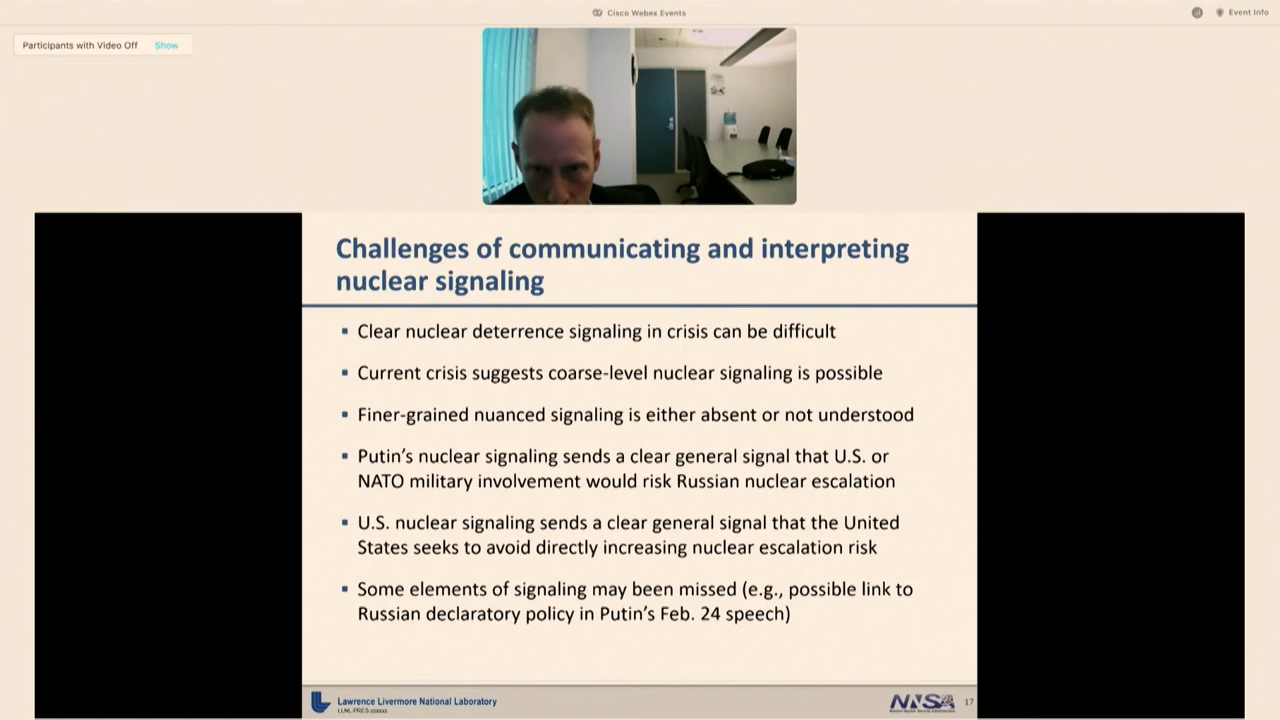 Cisco Webex Events
Event Info
Participants with Video Off Show
Challenges of communicating and interpreting
nuclear signaling
▪ Clear nuclear deterrence signaling in crisis can be difficult
▪ Current crisis suggests coarse-level nuclear signaling is possible
▪ Finer-grained nuanced signaling is either absent or not understood
▪ Putin’s nuclear signaling sends a clear general signal that U.S. or
NATO military involvement would risk Russian nuclear escalation
▪ U.S. nuclear signaling sends a clear general signal that the United
States seeks to avoid directly increasing nuclear escalation risk
▪ Some elements of signaling may been missed (e.g., possible link to
Russian declaratory policy in Putin’s Feb. 24 speech)
Lawrence Livermore National Laboratory
LLNL-PRES-xxxxxx
NNSA
17